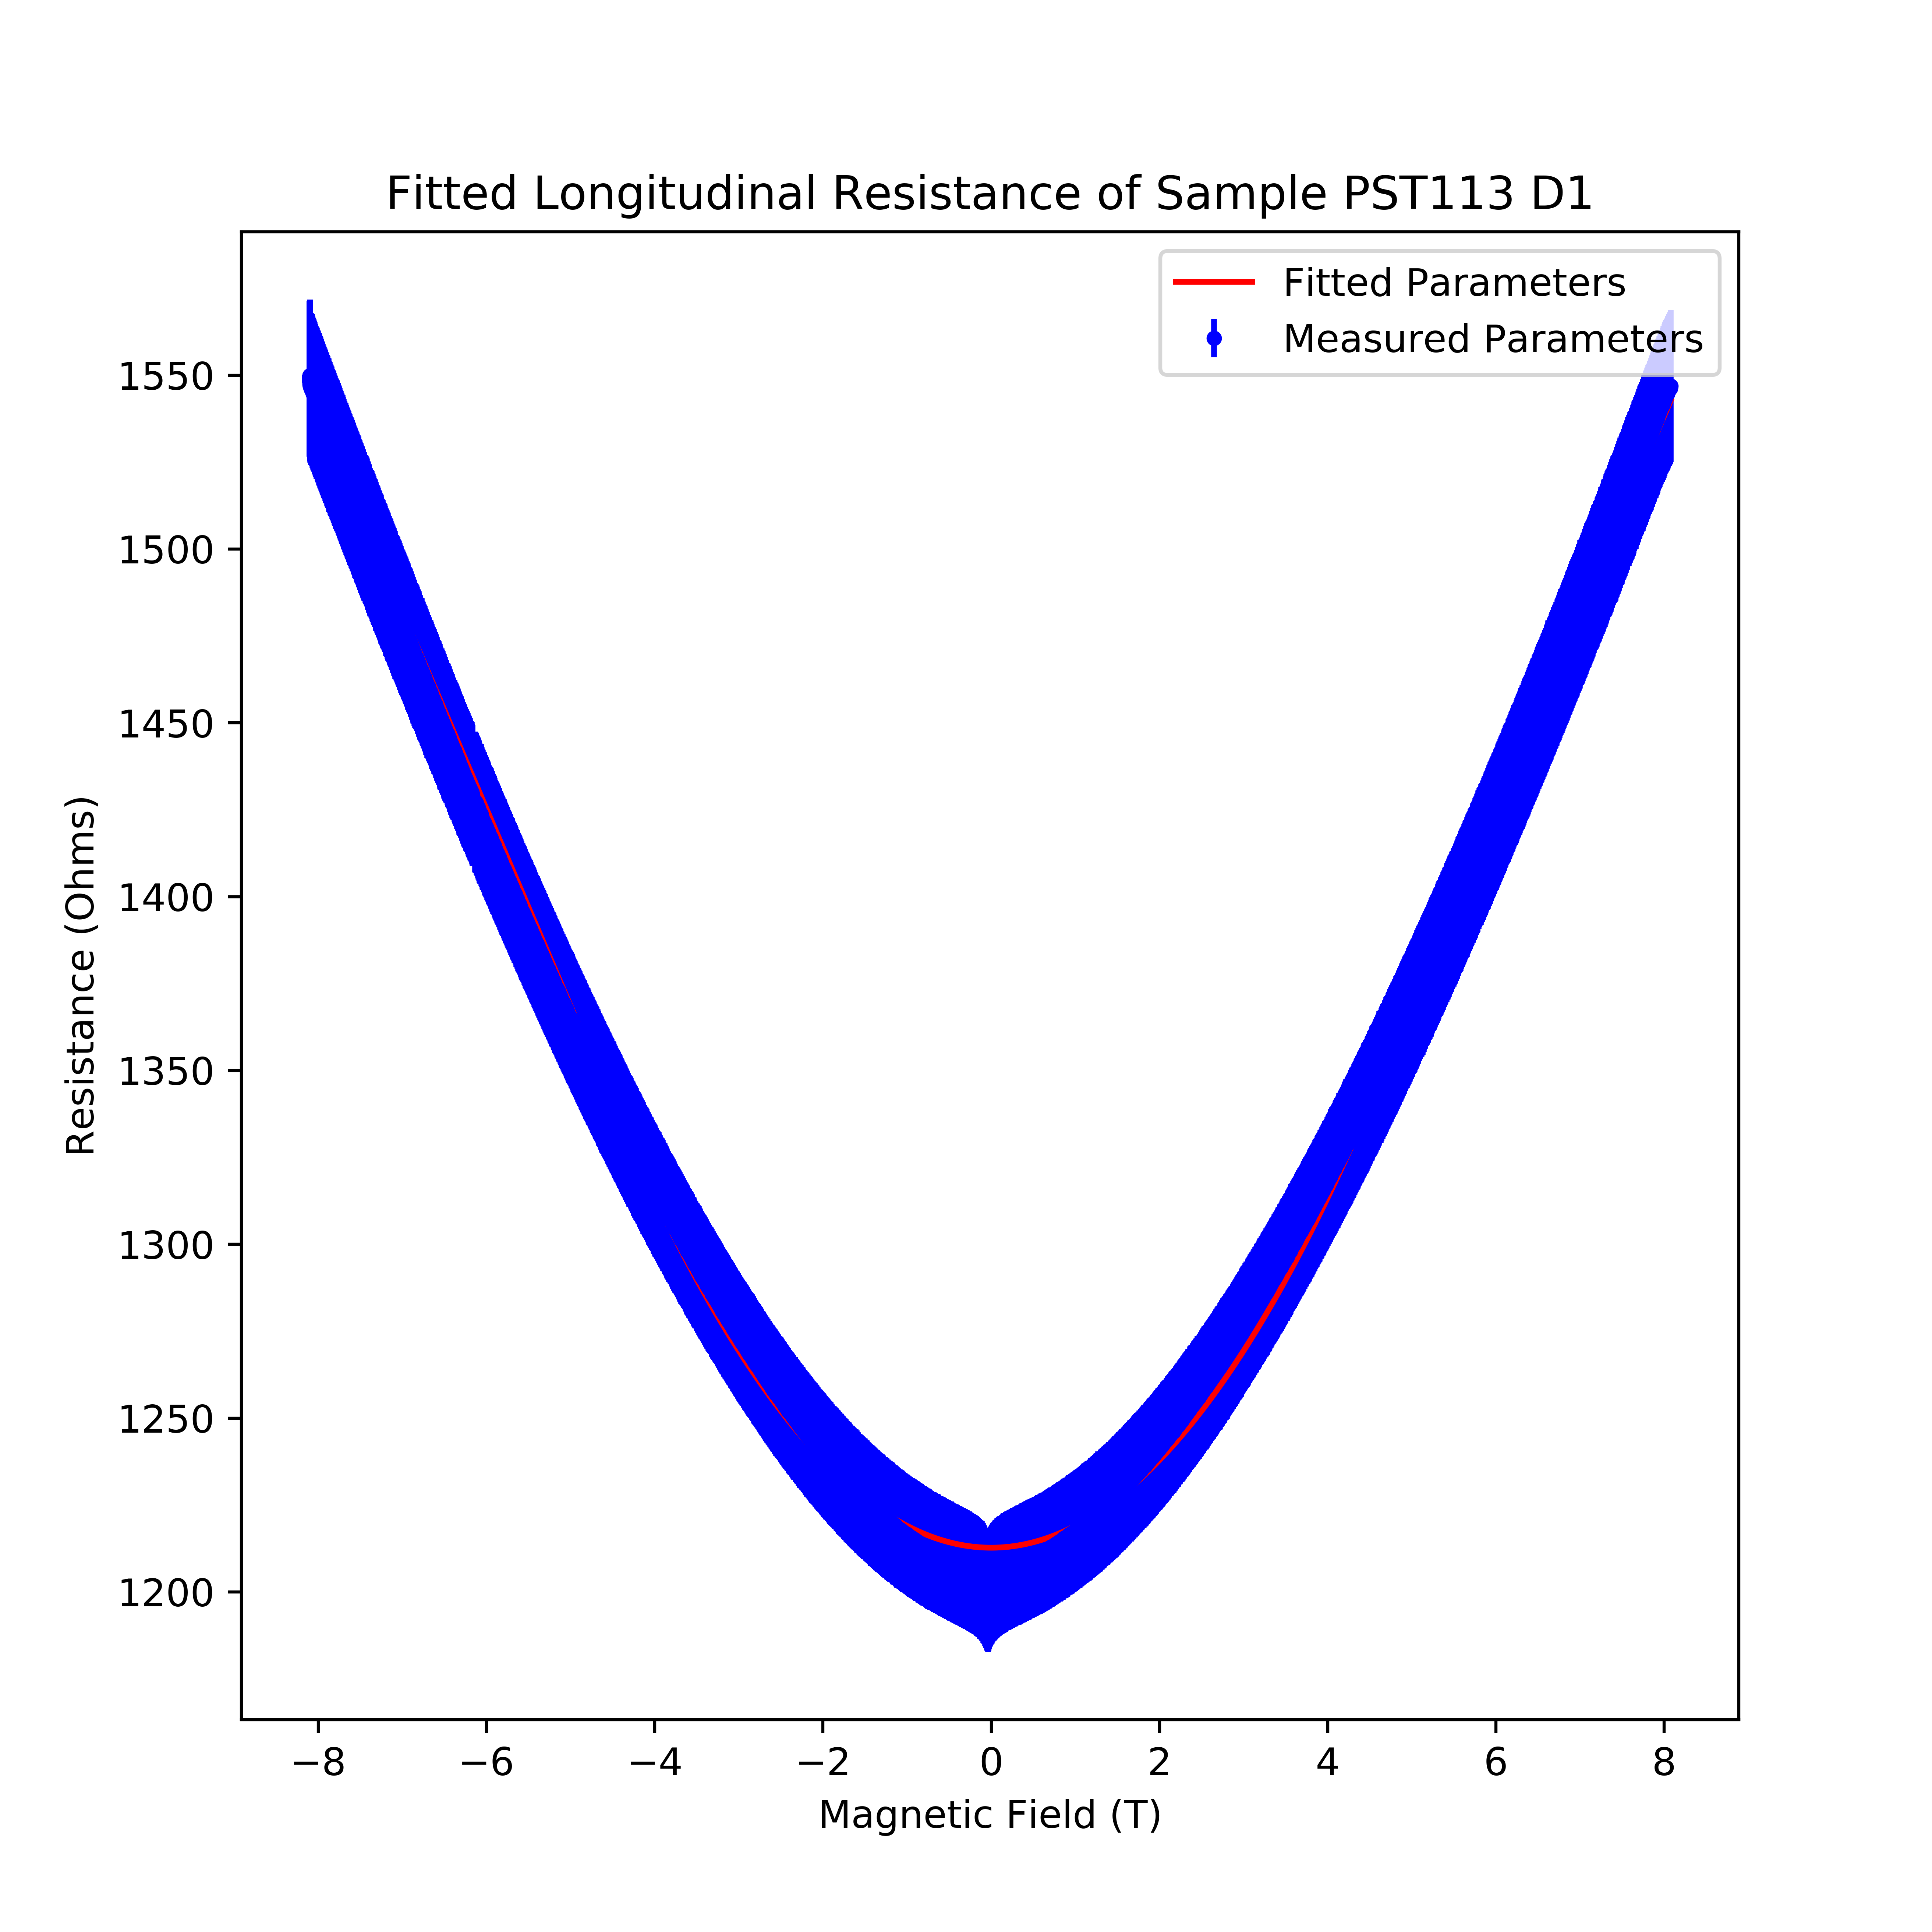 Fitted Longitudinal Resistance of Sample PST113 D1
Fitted Parameters
Measured Parameters
1550
1500
1450
1400
1350
1300
1250
1200
Resistance (Ohms)
−8 −6 −4 −2 0 2 4 6 8
Magnetic Field (T)